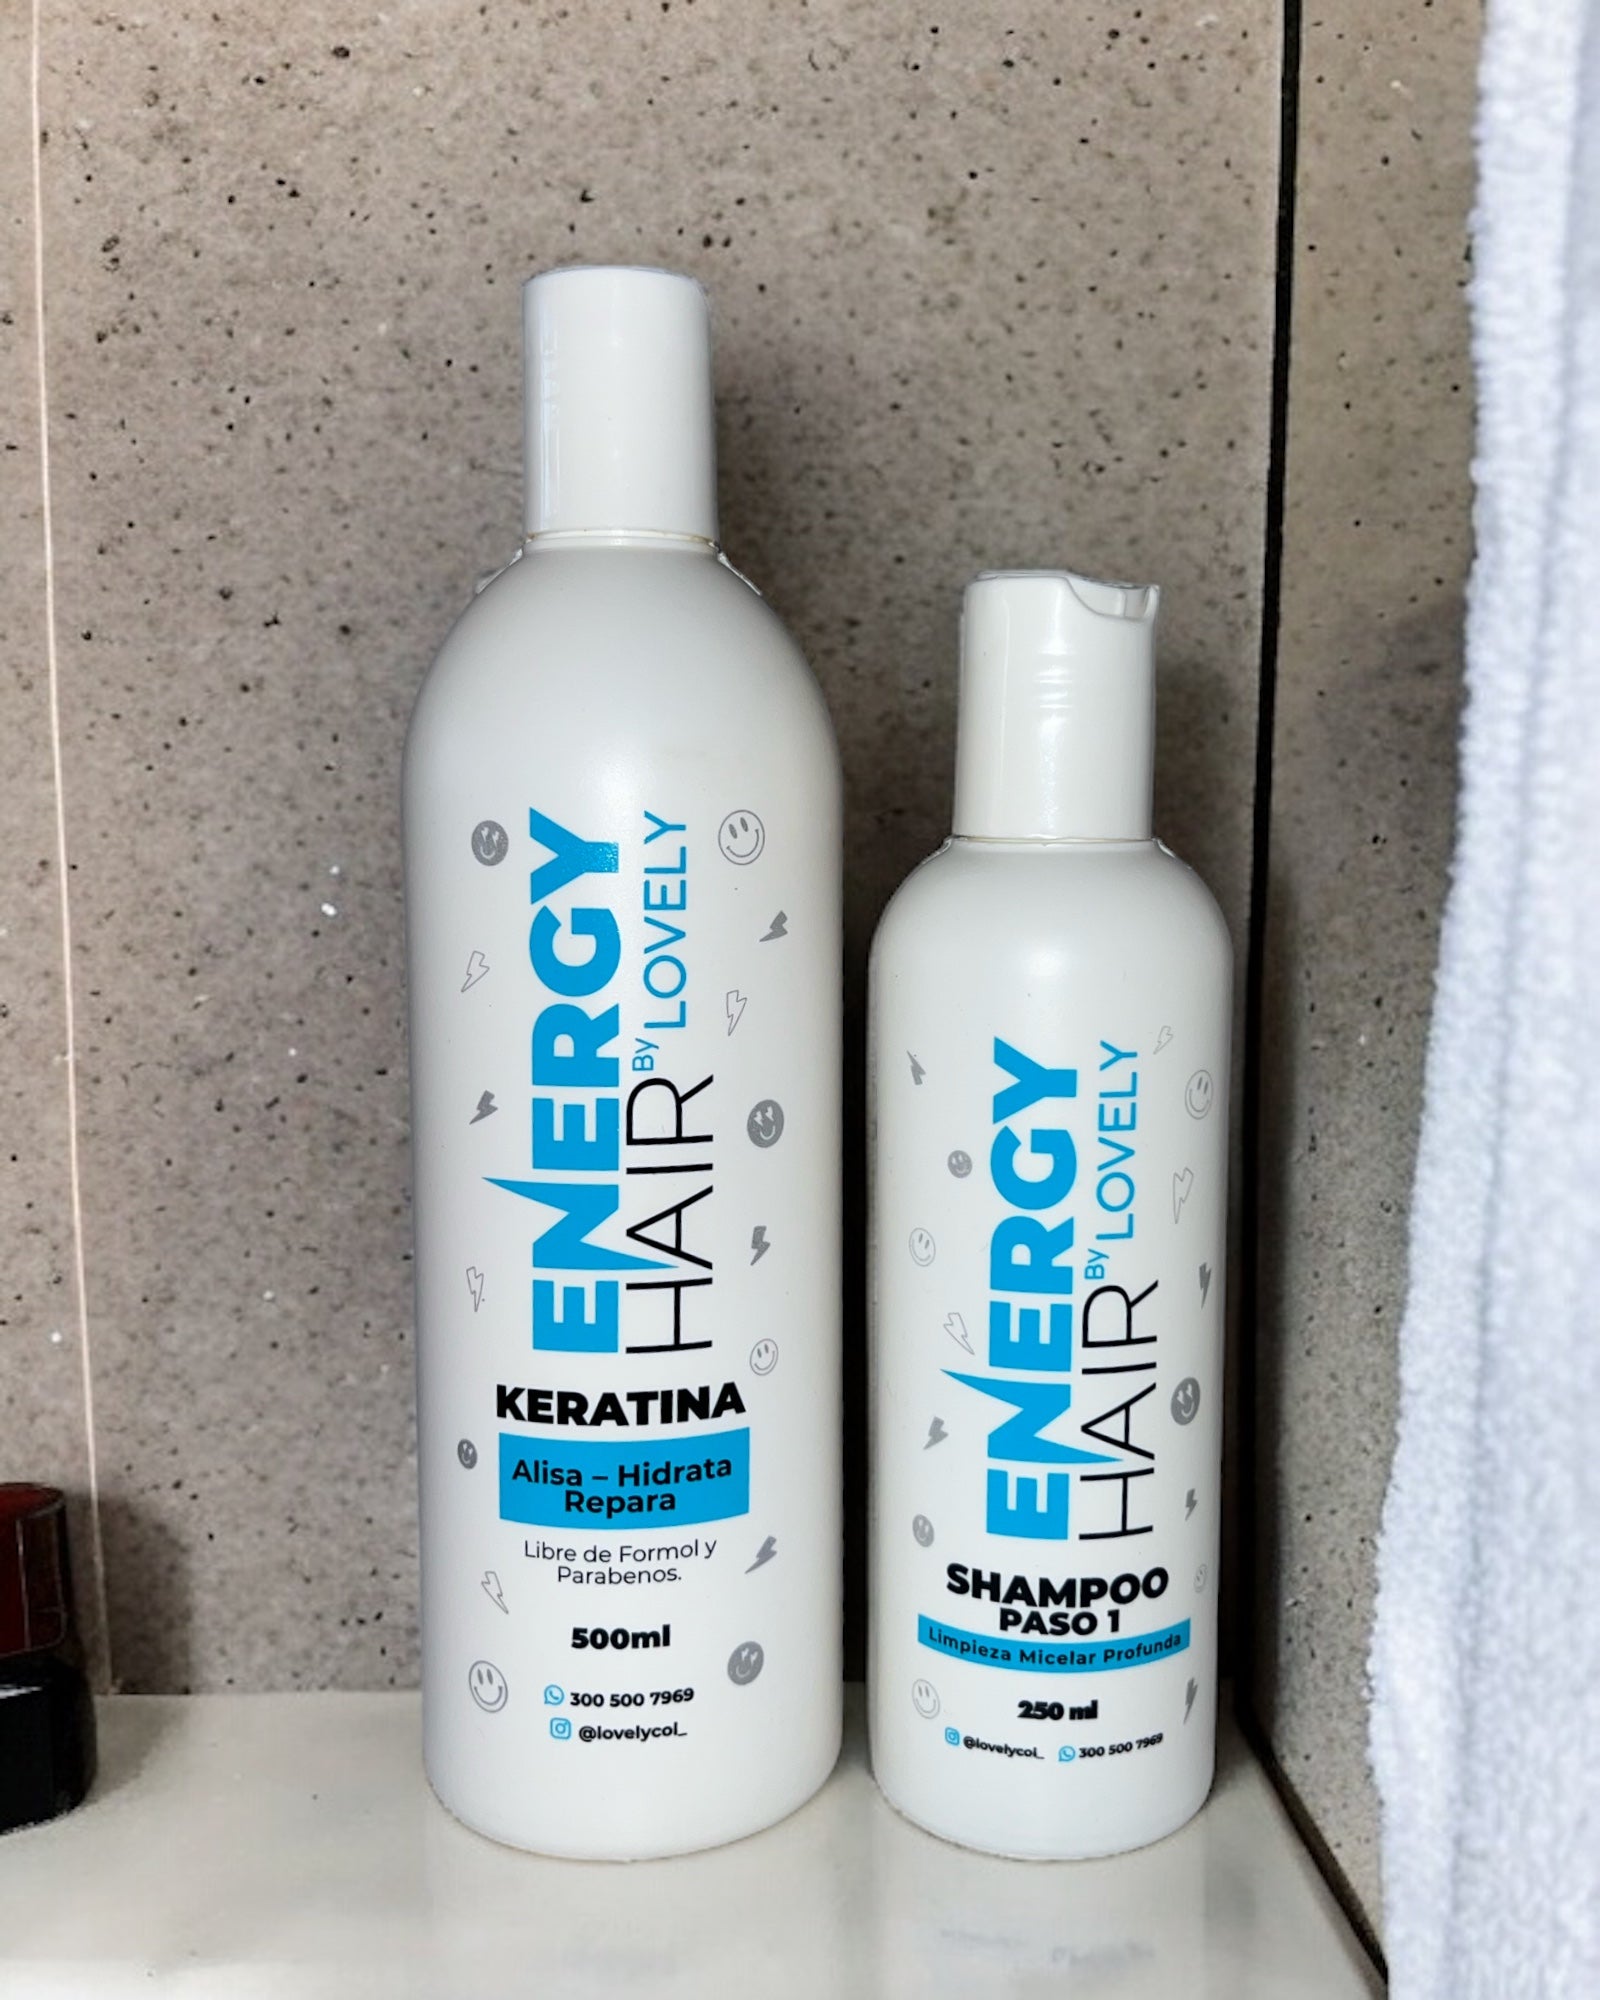 ENERGY
HAIR By LOVELY
KERATINA
Alisa – Hidrata
Repara
Libre de Formol y
Parabenos.
500ml
300 500 7969
@lovelycol_
ENERGY
HAIR By LOVELY
SHAMPOO
PASO 1
Limpieza Micelar Profunda
250 ml
@lovelycol_ 300 500 7969